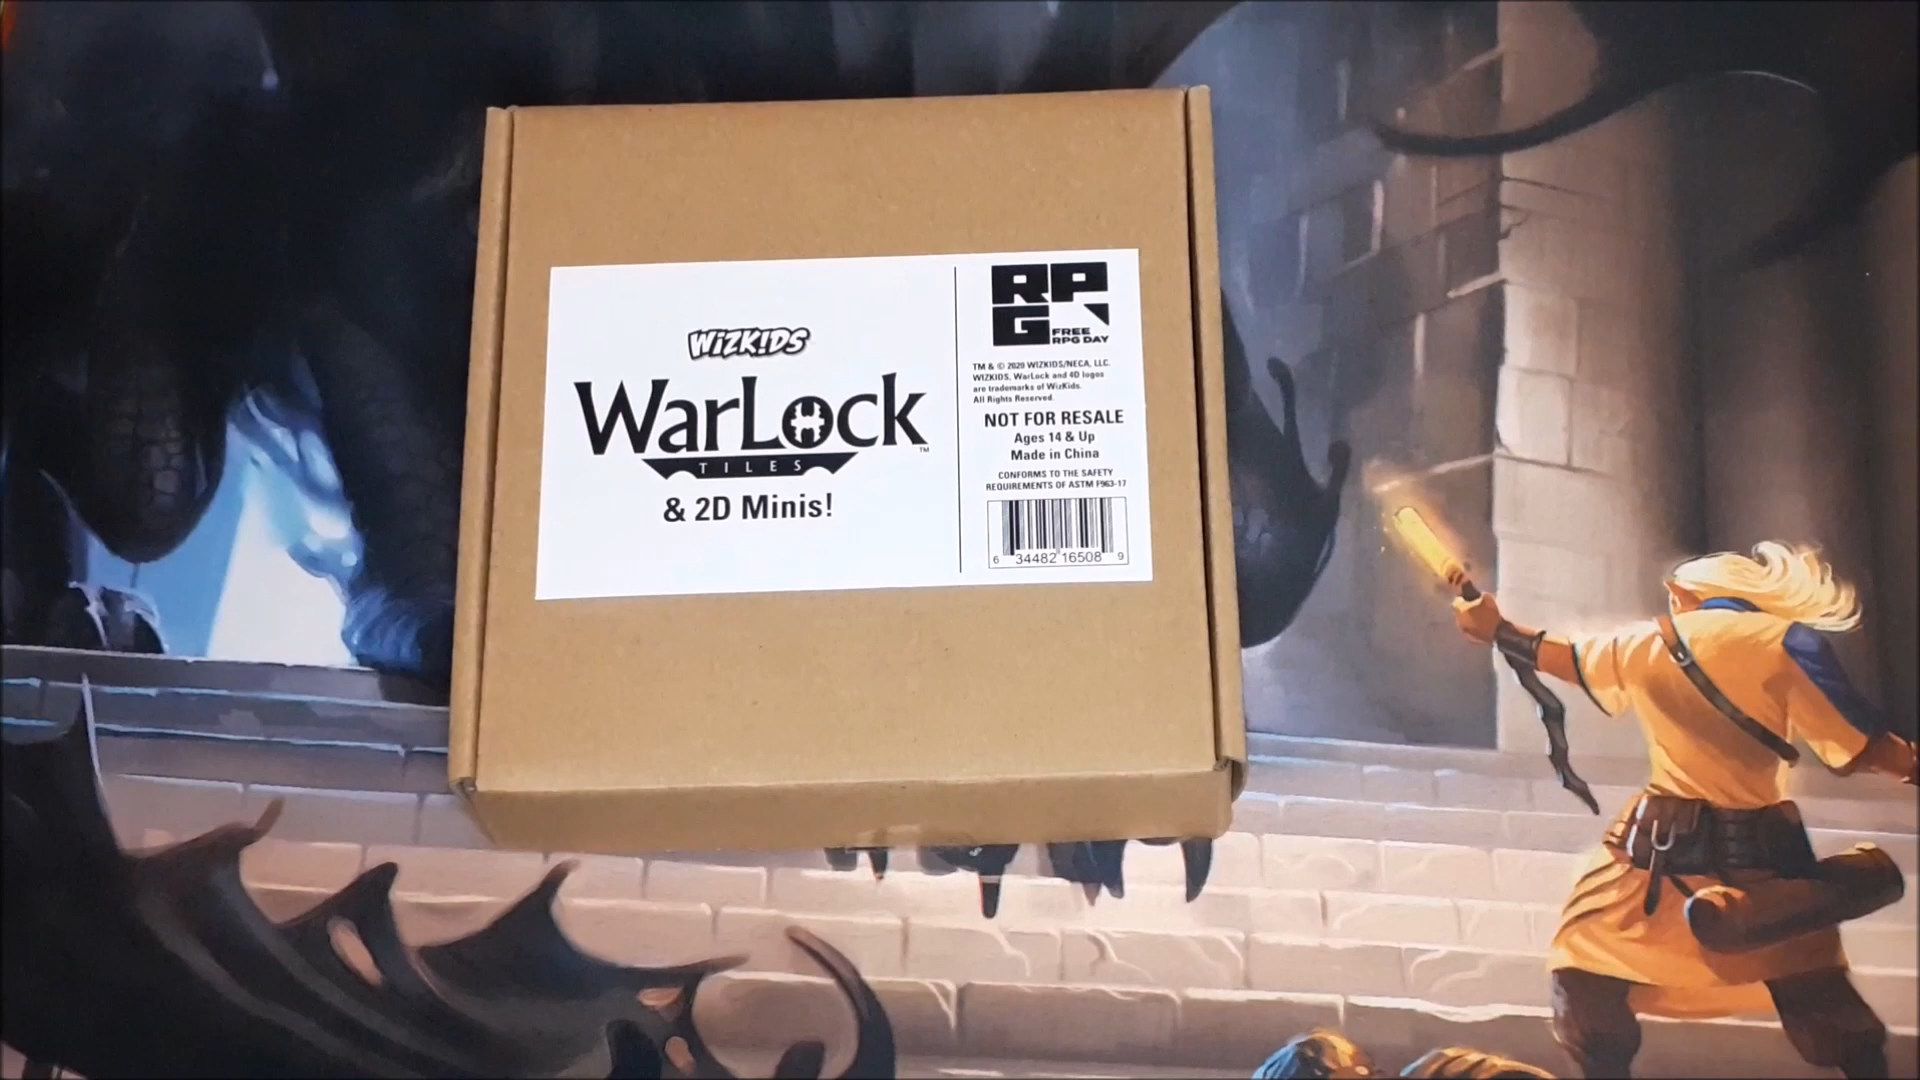 WIZKIDS
WARLOCK™
TILES
& 2D Minis!
RPG
FREE
RPG DAY
TM & © 2020 WIZKIDS/NECA, LLC.
WIZKIDS, WarLock and 4D logos
are trademarks of WizKids.
All Rights Reserved.
NOT FOR RESALE
Ages 14 & Up
Made in China
CONFORMS TO THE SAFETY
REQUIREMENTS OF ASTM F963-17
6 34482 16508 9